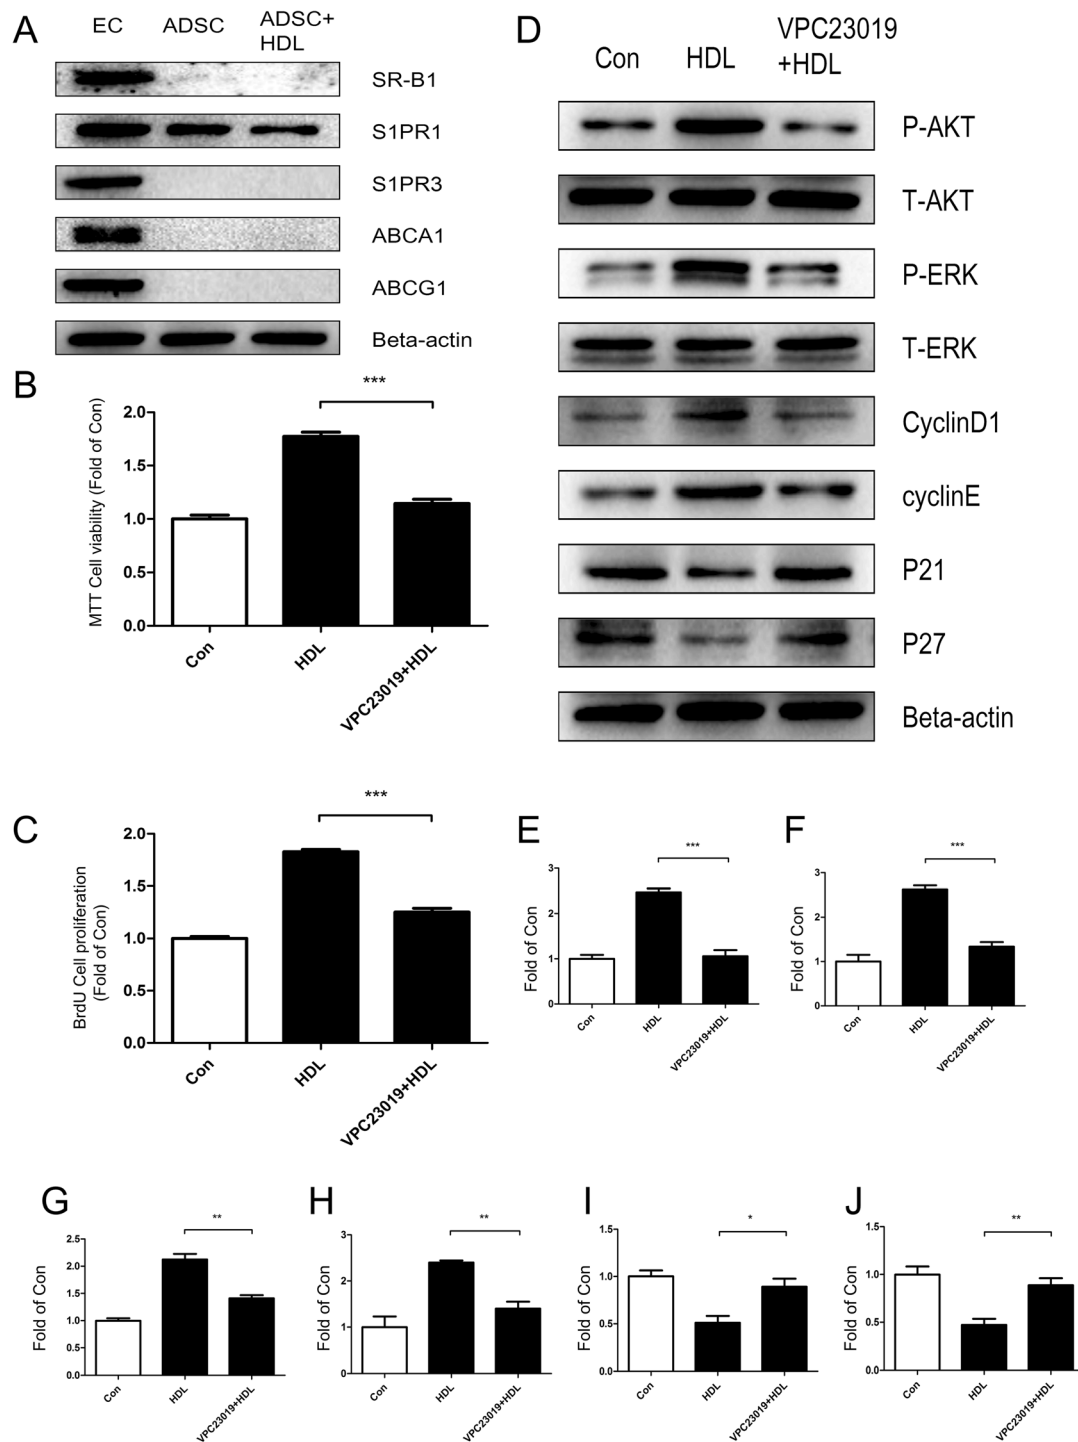 A
EC
ADSC
ADSC+
HDL
SR-B1
S1PR1
S1PR3
ABCA1
ABCG1
Beta-actin
B
***
MTT Cell viability (Fold of Con)
2.0
1.5
1.0
0.5
0.0
Con
HDL
VPC23019+HDL
C
***
BrdU Cell proliferation
(Fold of Con)
2.0
1.5
1.0
0.5
0.0
Con
HDL
VPC23019+HDL
D
Con
HDL
VPC23019
+HDL
P-AKT
T-AKT
P-ERK
T-ERK
CyclinD1
cyclinE
P21
P27
Beta-actin
E
***
Fold of Con
3
2
1
0
Con
HDL
VPC23019+HDL
F
***
Fold of Con
3
2
1
0
Con
HDL
VPC23019+HDL
G
**
Fold of Con
2.5
2.0
1.5
1.0
0.5
0.0
Con
HDL
VPC23019+HDL
H
**
Fold of Con
3
2
1
0
Con
HDL
VPC23019+HDL
I
*
Fold of Con
1.5
1.0
0.5
0.0
Con
HDL
VPC23019+HDL
J
**
Fold of Con
1.5
1.0
0.5
0.0
Con
HDL
VPC23019+HDL